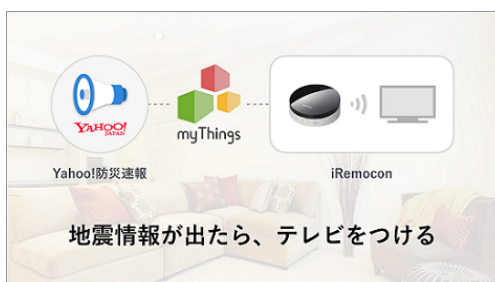 YAHOO!
JAPAN
myThings
Yahoo!防災速報
iRemocon
地震情報が出たら、テレビをつける